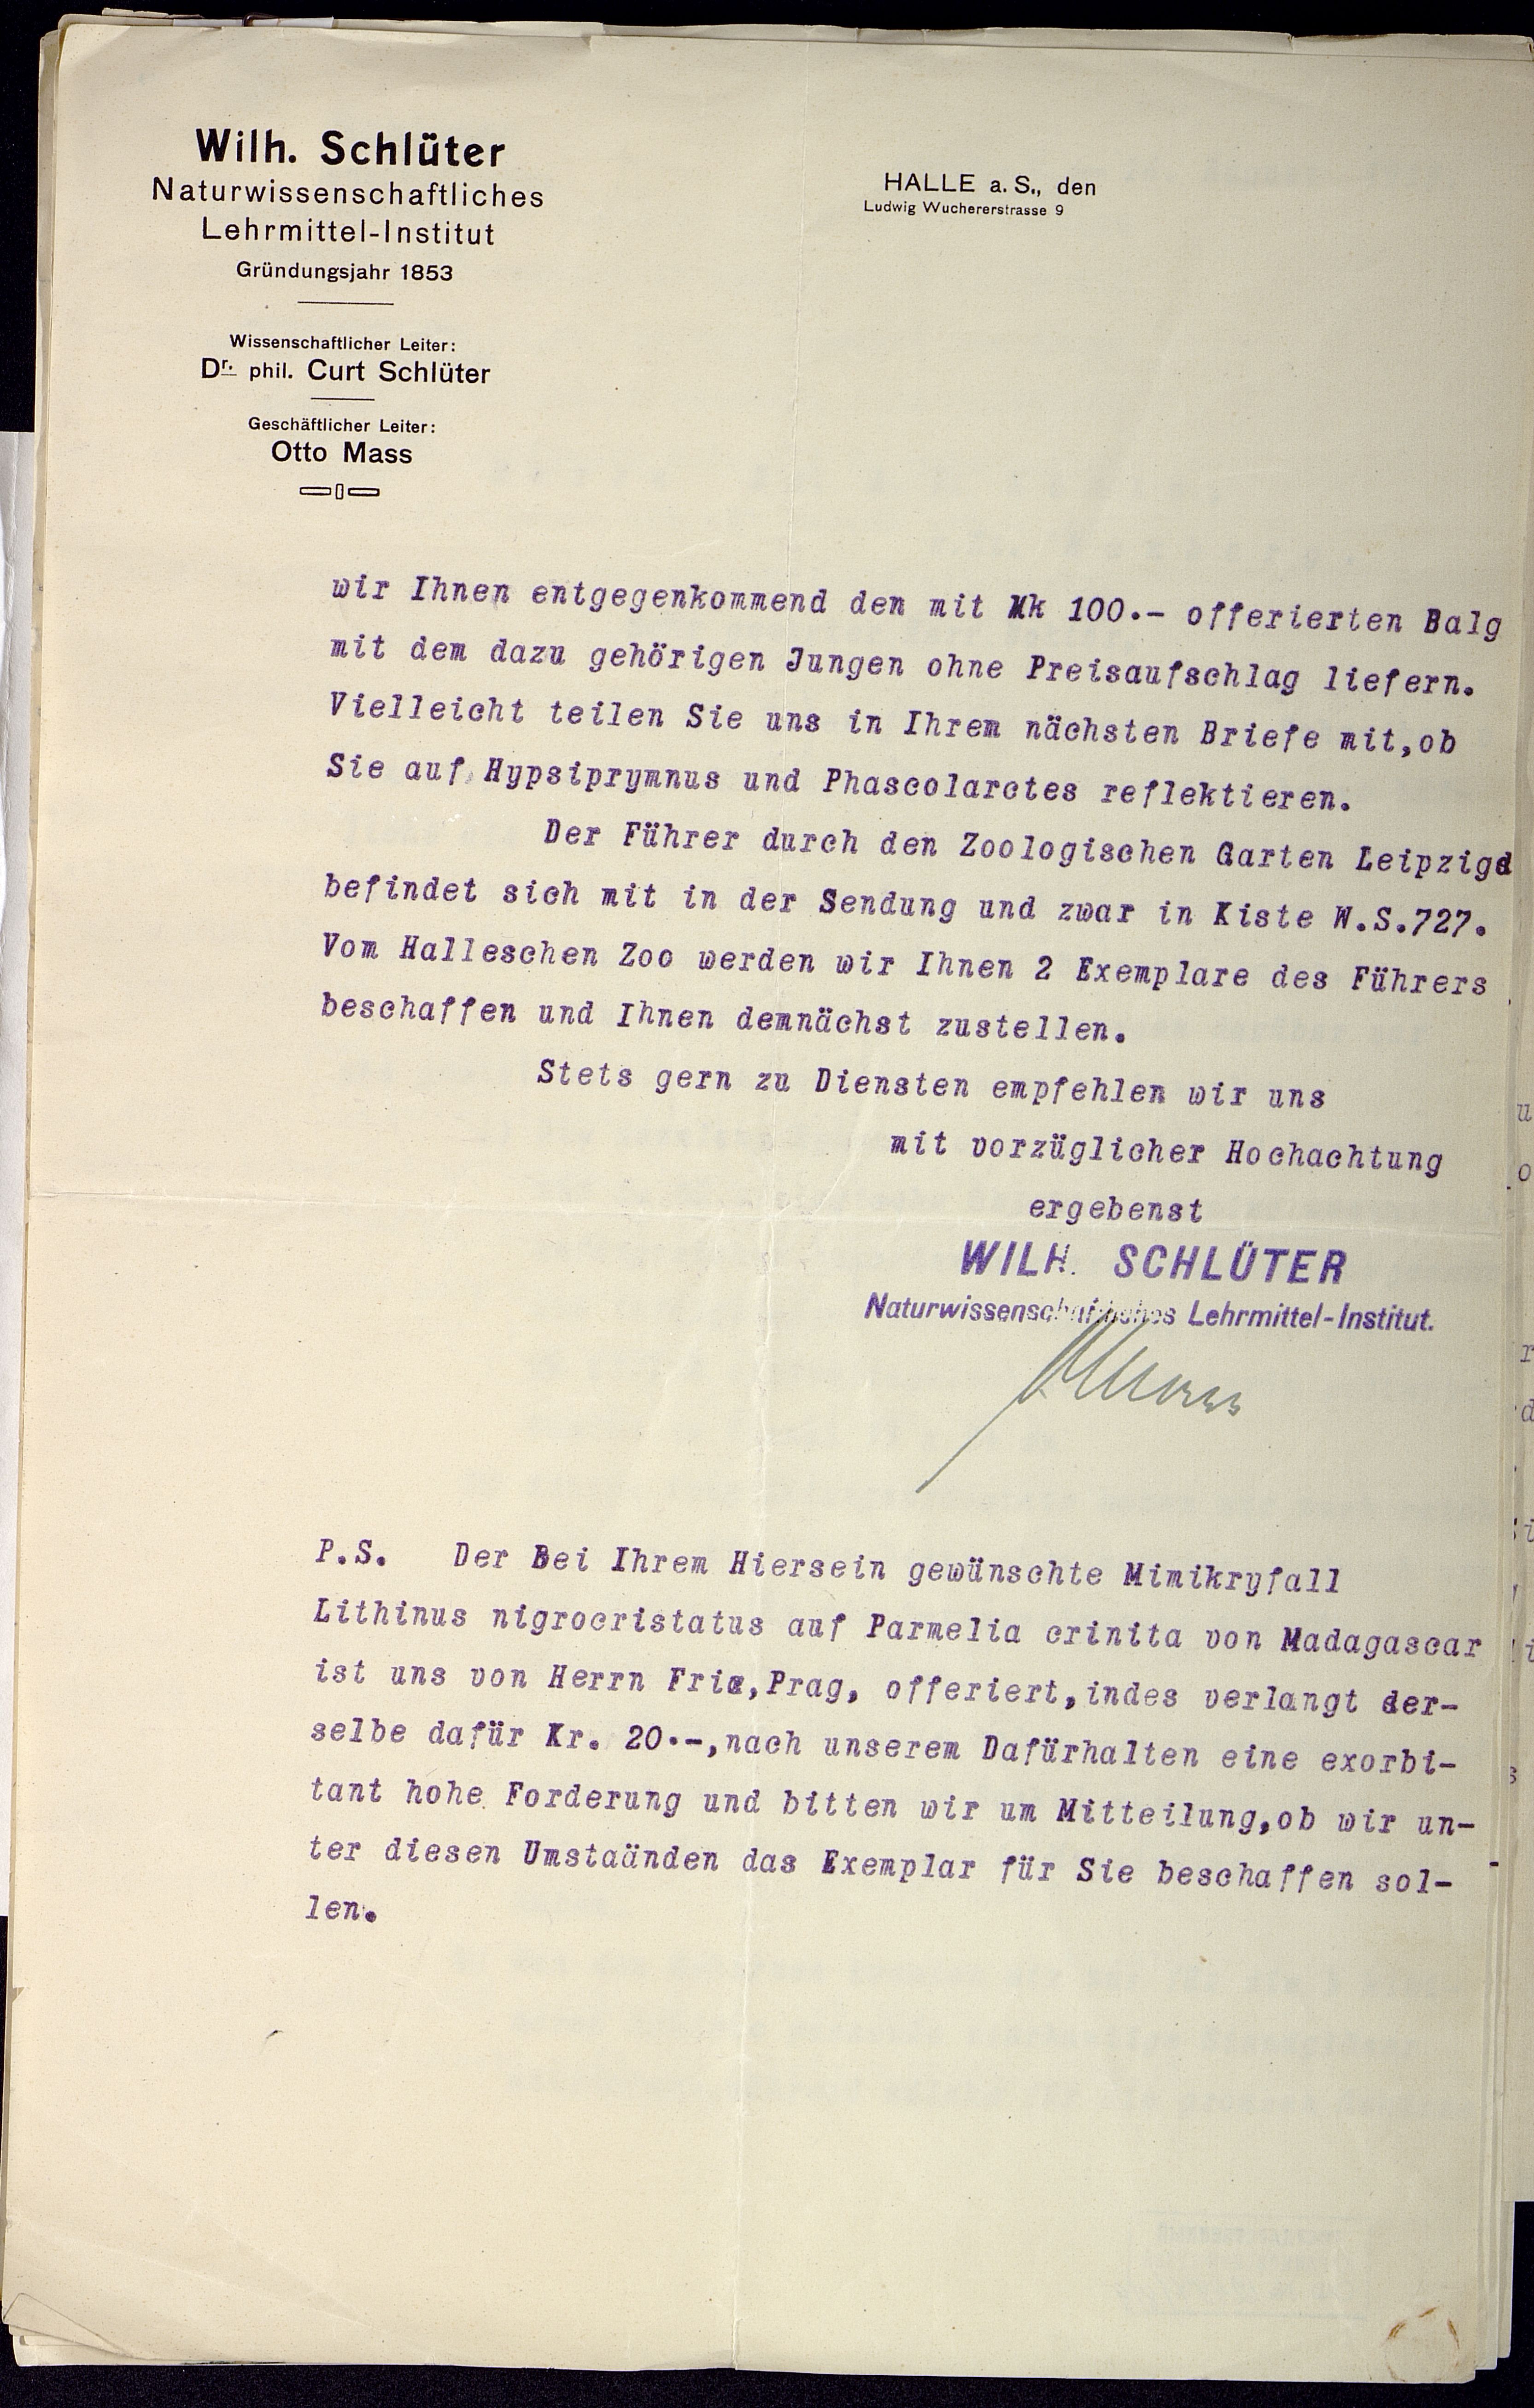 Wilh. Schlüter
Naturwissenschaftliches
Lehrmittel-Institut
Gründungsjahr 1853
Wissenschaftlicher Leiter:
Dr. phil. Curt Schlüter
Geschäftlicher Leiter:
Otto Mass
HALLE a. S., den
Ludwig Wuchererstrasse 9
wir Ihnen entgegenkommend den mit Mk 100.- offerierten Balg
mit dem dazu gehörigen Jungen ohne Preisaufschlag liefern.
Vielleicht teilen Sie uns in Ihrem nächsten Briefe mit,ob
Sie auf Hypsiprymnus und Phascolarctes reflektieren.
Der Führer durch den Zoologischen Garten Leipzigd
befindet sich mit in der Sendung und zwar in Kiste W.S.727.
Vom Halleschen Zoo werden wir Ihnen 2 Exemplare des Führers
beschaffen und Ihnen demnächst zustellen.
Stets gern zu Diensten empfehlen wir uns
mit vorzüglicher Hochachtung
ergebenst
WILH. SCHLÜTER
Naturwissenschaftliches Lehrmittel-Institut.
P.S. Der Bei Ihrem Hiersein gewünschte Mimikryfall
Lithinus nigrocristatus auf Parmelia crinita von Madagascar
ist uns von Herrn Fric,Prag, offeriert,indes verlangt der-
selbe dafür Kr. 20.-,nach unserem Dafürhalten eine exorbi-
tant hohe Forderung und bitten wir um Mitteilung,ob wir un-
ter diesen Umstaänden das Exemplar für Sie beschaffen sol-
len.